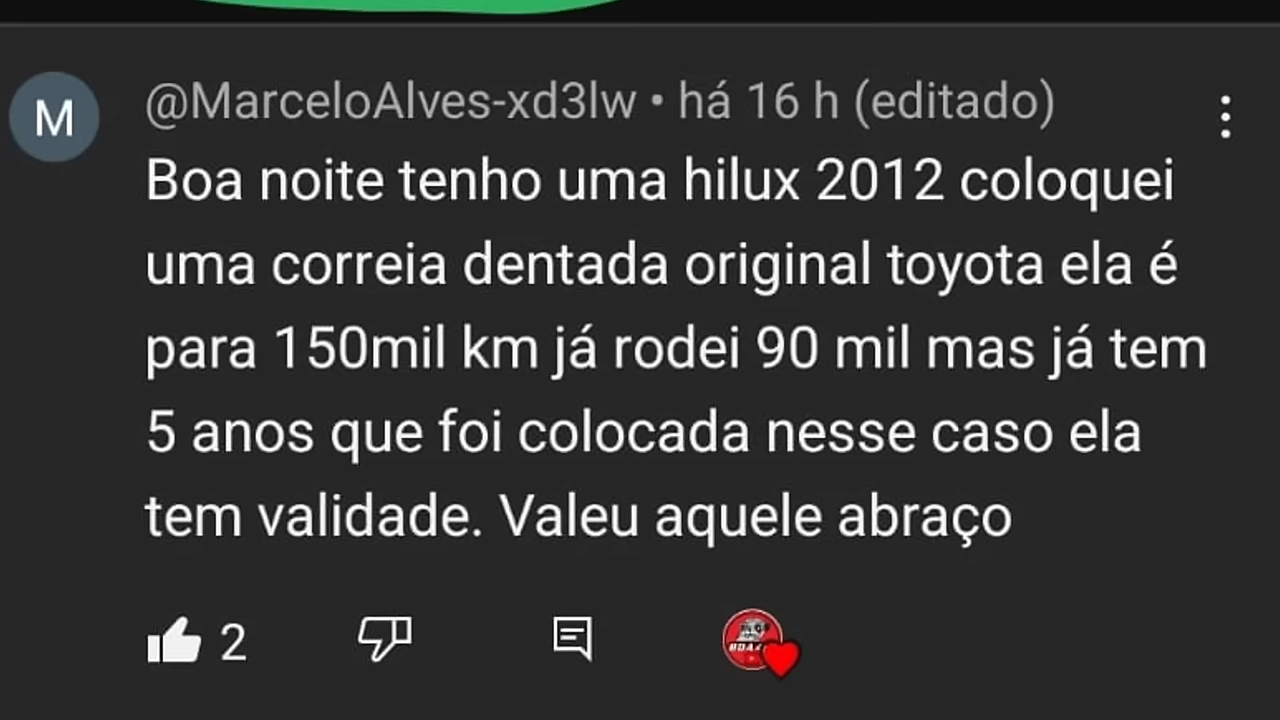 M
@MarceloAlves-xd3lw • há 16 h (editado)
Boa noite tenho uma hilux 2012 coloquei
uma correia dentada original toyota ela é
para 150mil km já rodei 90 mil mas já tem
5 anos que foi colocada nesse caso ela
tem validade. Valeu aquele abraço
2